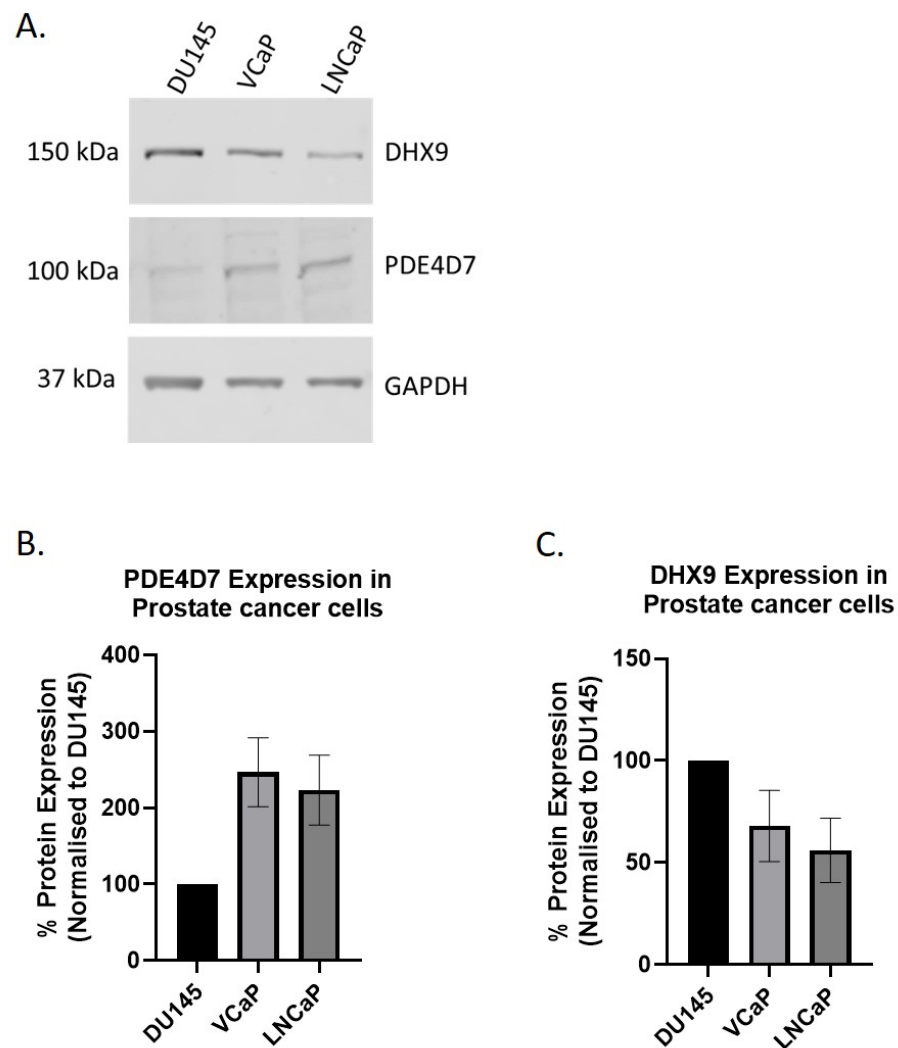 A.
DU145
VCaP
LNCaP
150 kDa
DHX9
100 kDa
PDE4D7
37 kDa
GAPDH
B.
PDE4D7 Expression in
Prostate cancer cells
% Protein Expression
(Normalised to DU145)
400
300
200
100
0
DU145
VCaP
LNCaP
C.
DHX9 Expression in
Prostate cancer cells
% Protein Expression
(Normalised to DU145)
150
100
50
0
DU145
VCaP
LNCaP